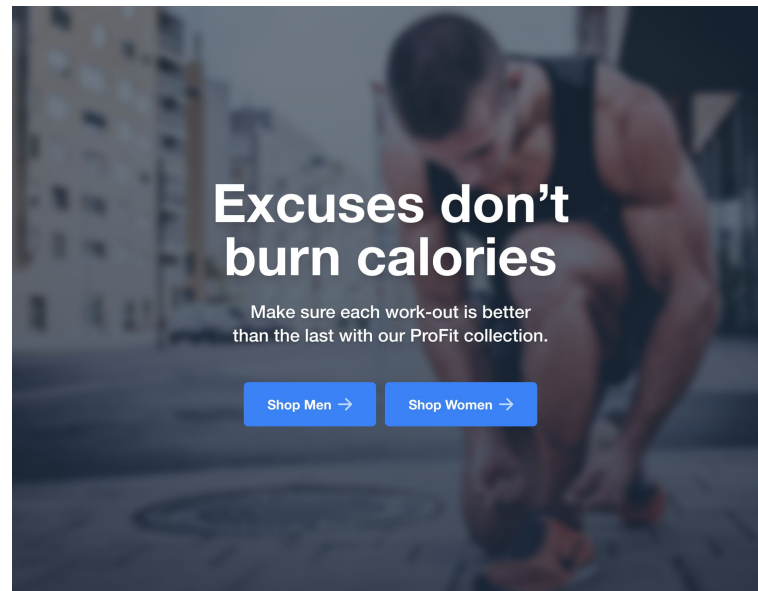 Excuses don’t
burn calories
Make sure each work-out is better
than the last with our ProFit collection.
Shop Men →
Shop Women →